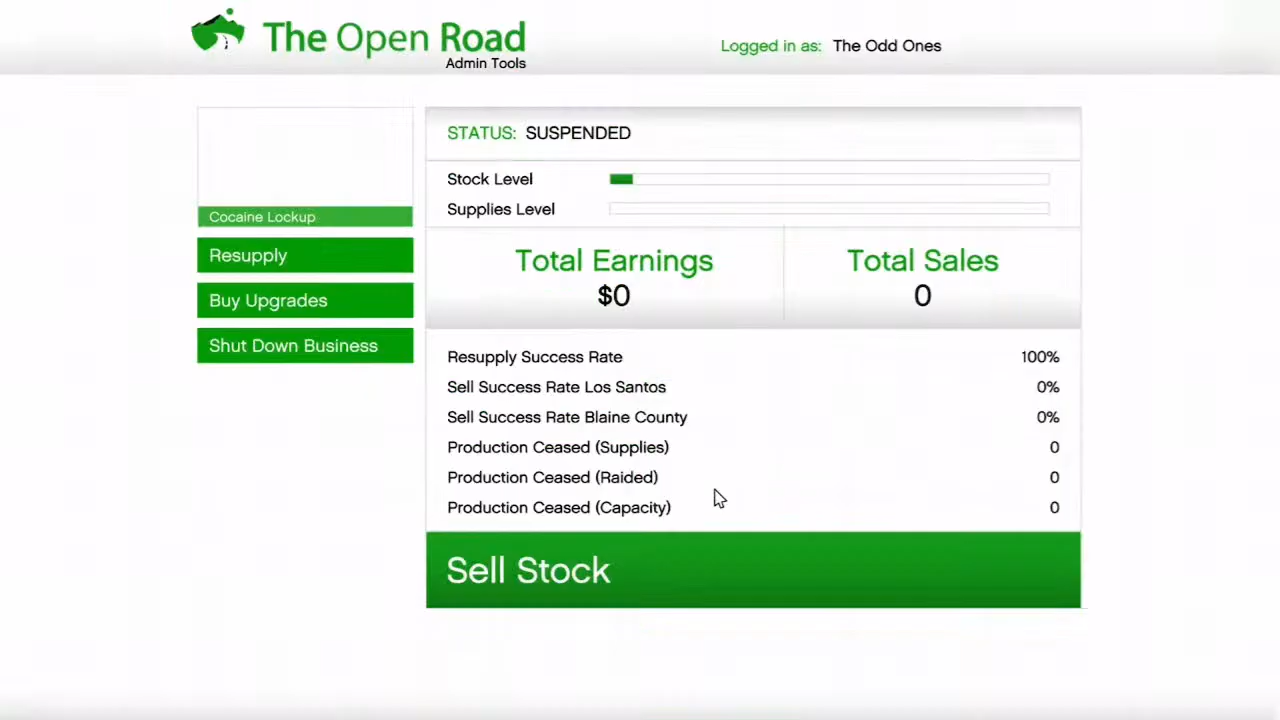 The Open Road
Admin Tools
Logged in as: The Odd Ones
STATUS: SUSPENDED
Stock Level
Supplies Level
Cocaine Lockup
Resupply
Buy Upgrades
Shut Down Business
Total Earnings
$0
Total Sales
0
Resupply Success Rate 100%
Sell Success Rate Los Santos 0%
Sell Success Rate Blaine County 0%
Production Ceased (Supplies) 0
Production Ceased (Raided) 0
Production Ceased (Capacity) 0
Sell Stock